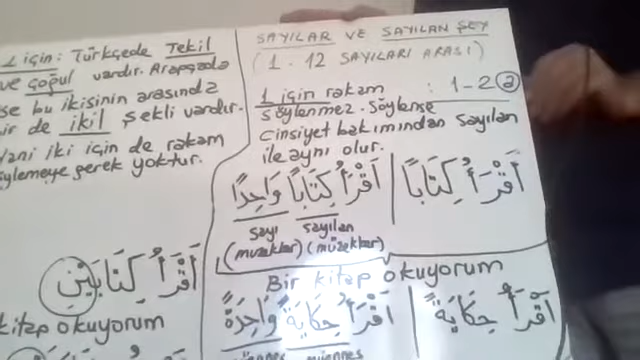 SAYILAR VE SAYILAN ŞEY
(1 - 12 SAYILARI ARASI)
1 için rakam : 1-2 a
söylenmez. Söylense
cinsiyet bakımından sayılan
ile aynı olur.
أَقْرَأُ كِتَابًا | أَقْرَأُ كِتَابًا وَاحِدًا
sayı sayılan
(müzekker) (müzekker)
Bir kitap okuyorum
أَقْرَأُ حِكَايَةً | أَقْرَأُ حِكَايَةً وَاحِدَةً
için: Türkçede Tekil
ve çoğul vardır. Arapçada
ise bu ikisinin arasında
bir de ikil şekli vardır.
Yani iki için de rakam
söylemeye gerek yoktur.
أَقْرَأُ كِتَابَيْنِ
kitap okuyorum